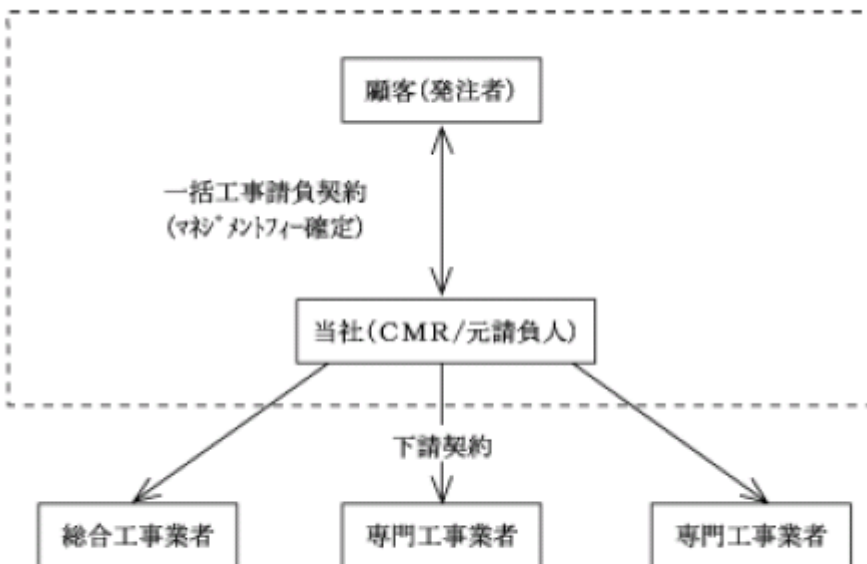 顧客(発注者)
一括工事請負契約
(ﾏﾈｼﾞﾒﾝﾄﾌｨｰ確定)
当社(ＣＭＲ/元請負人)
下請契約
総合工事業者
専門工事業者
専門工事業者